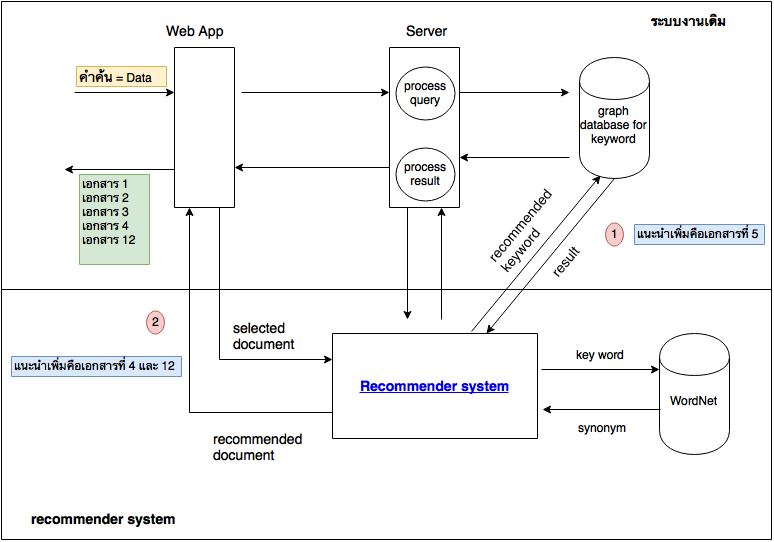 ระบบงานเดิม
Web App
Server
คำค้น = Data
process
query
graph
database for
keyword
process
result
เอกสาร 1
เอกสาร 2
เอกสาร 3
เอกสาร 4
เอกสาร 12
recommended
keyword
result
1
แนะนำเพิ่มคือเอกสารที่ 5
2
selected
document
แนะนำเพิ่มคือเอกสารที่ 4 และ 12
Recommender system
key word
WordNet
synonym
recommended
document
recommender system